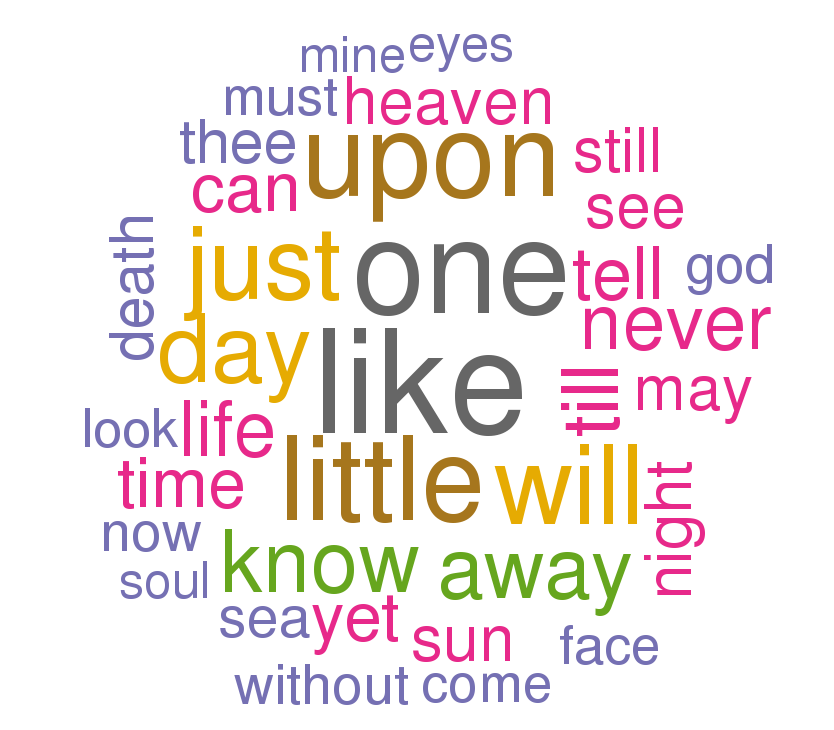 mine eyes
must heaven
thee upon still
can see
death just one tell god
never
day like till may
look life
time little will night
now know away
soul
sea yet sun face
without come